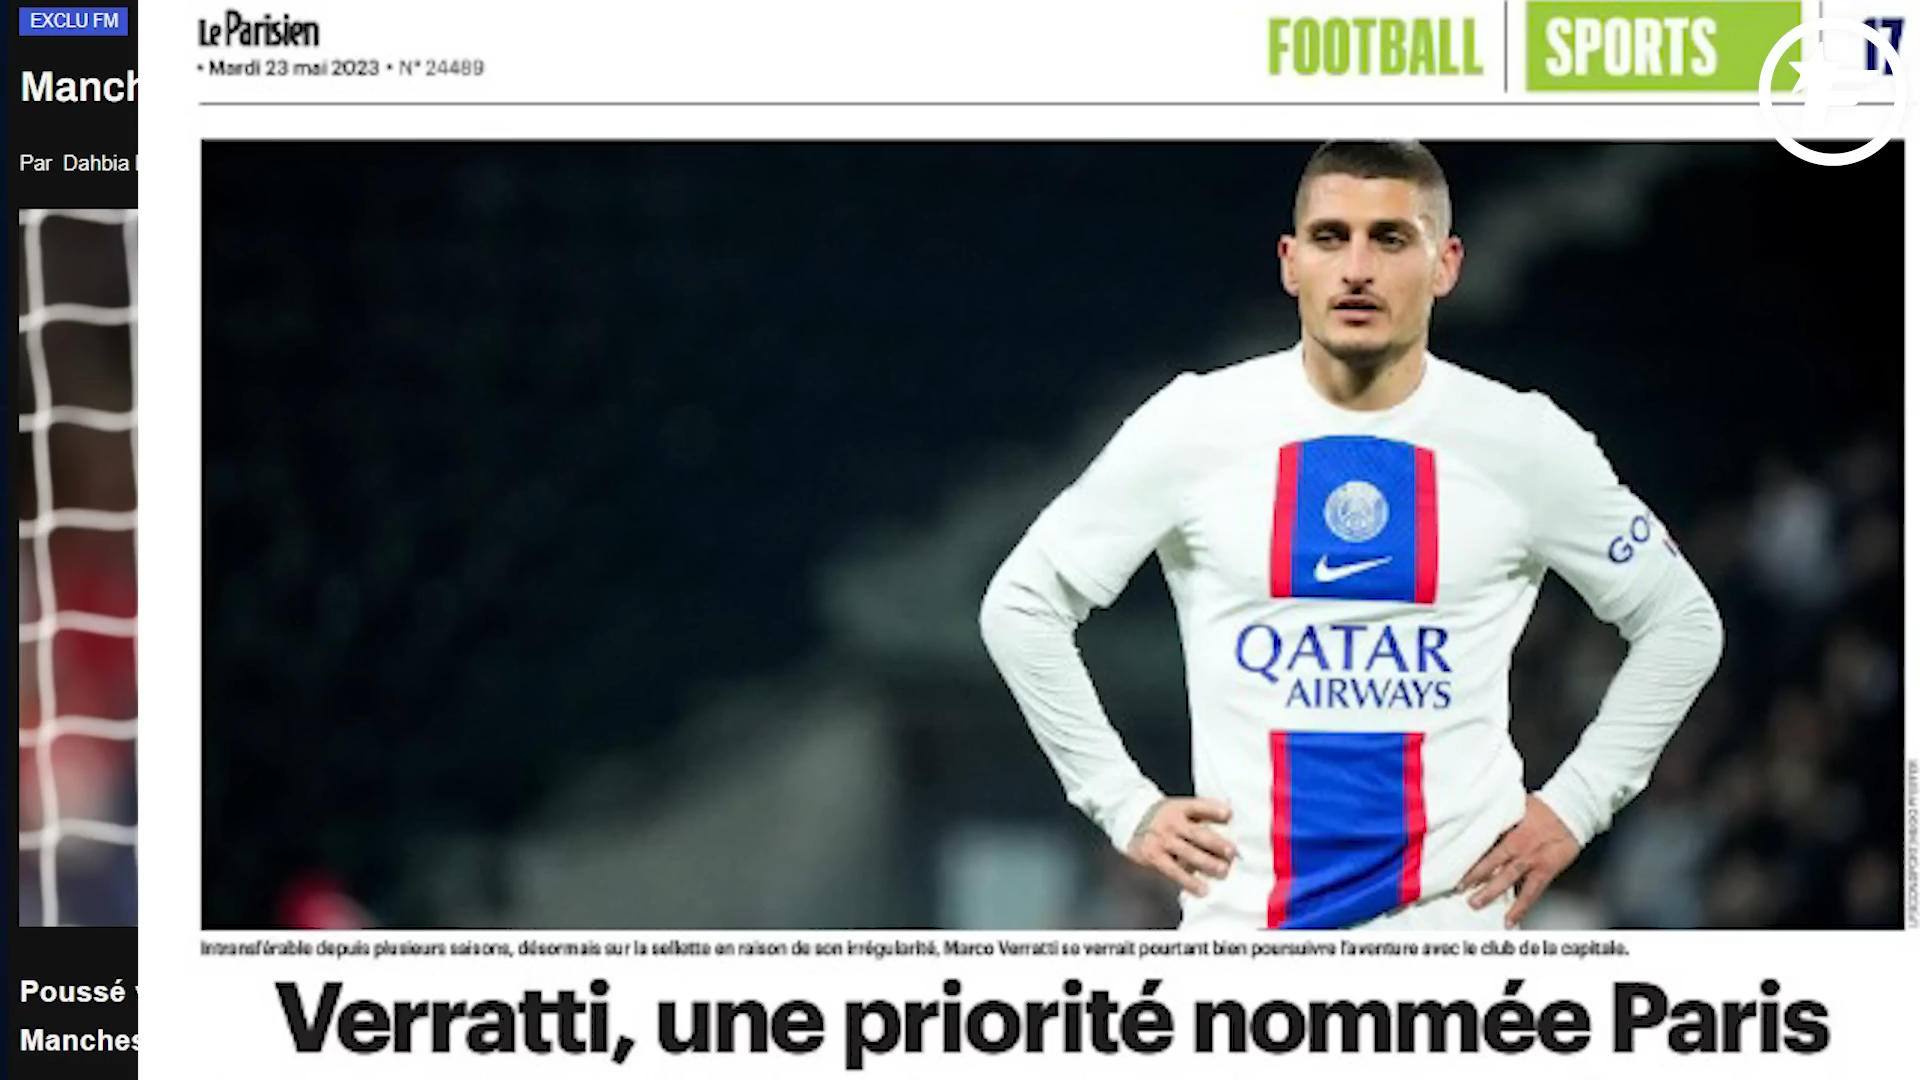 EXCLU FM
Manch
Par Dahbia
Poussé
Manches
Le Parisien
• Mardi 23 mai 2023 • N° 24489
FOOTBALL
SPORTS
17
GO
QATAR
AIRWAYS
Intransférable depuis plusieurs saisons, désormais sur la sellette en raison de son irrégularité, Marco Verratti se verrait pourtant bien poursuivre l'aventure avec le club de la capitale.
Verratti, une priorité nommée Paris